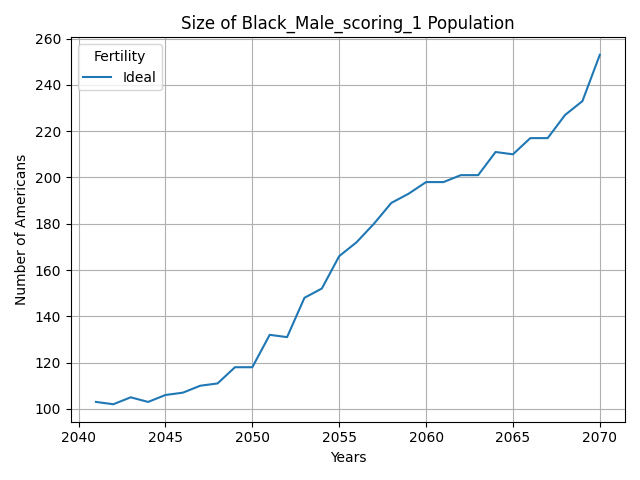 Size of Black_Male_scoring_1 Population
260
240
220
200
180
160
140
120
100
Number of Americans
Fertility
Ideal
2040 2045 2050 2055 2060 2065 2070
Years